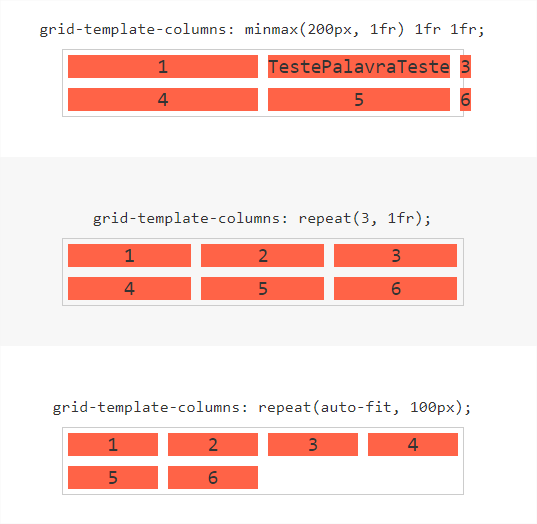 grid-template-columns: minmax(200px, 1fr) 1fr 1fr;
1 TestePalavraTeste 3
4 5 6
grid-template-columns: repeat(3, 1fr);
1 2 3
4 5 6
grid-template-columns: repeat(auto-fit, 100px);
1 2 3 4
5 6